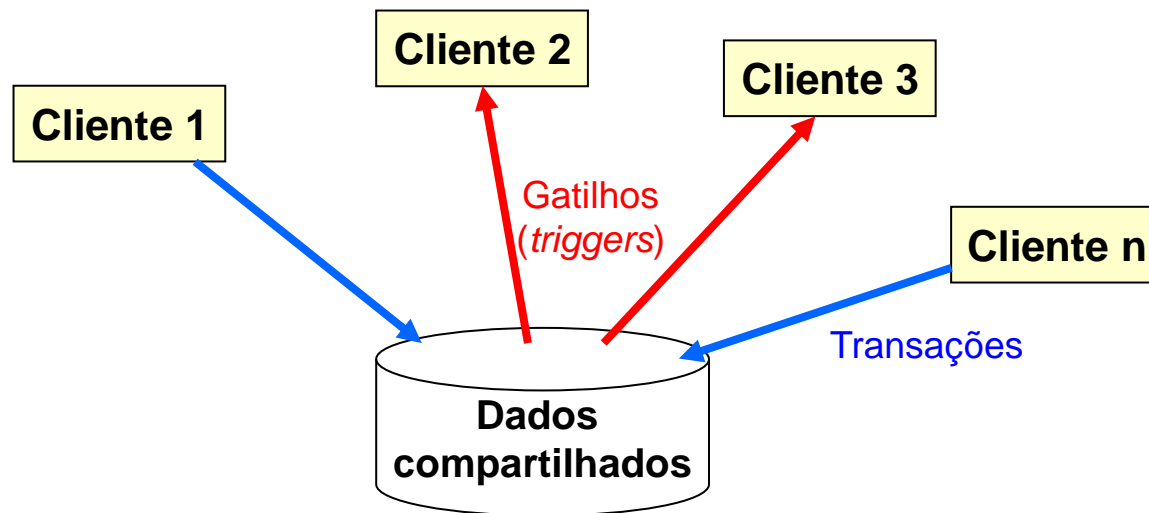 Cliente 2
Cliente 3
Cliente 1
Gatilhos
(triggers)
Cliente n
Transações
Dados
compartilhados